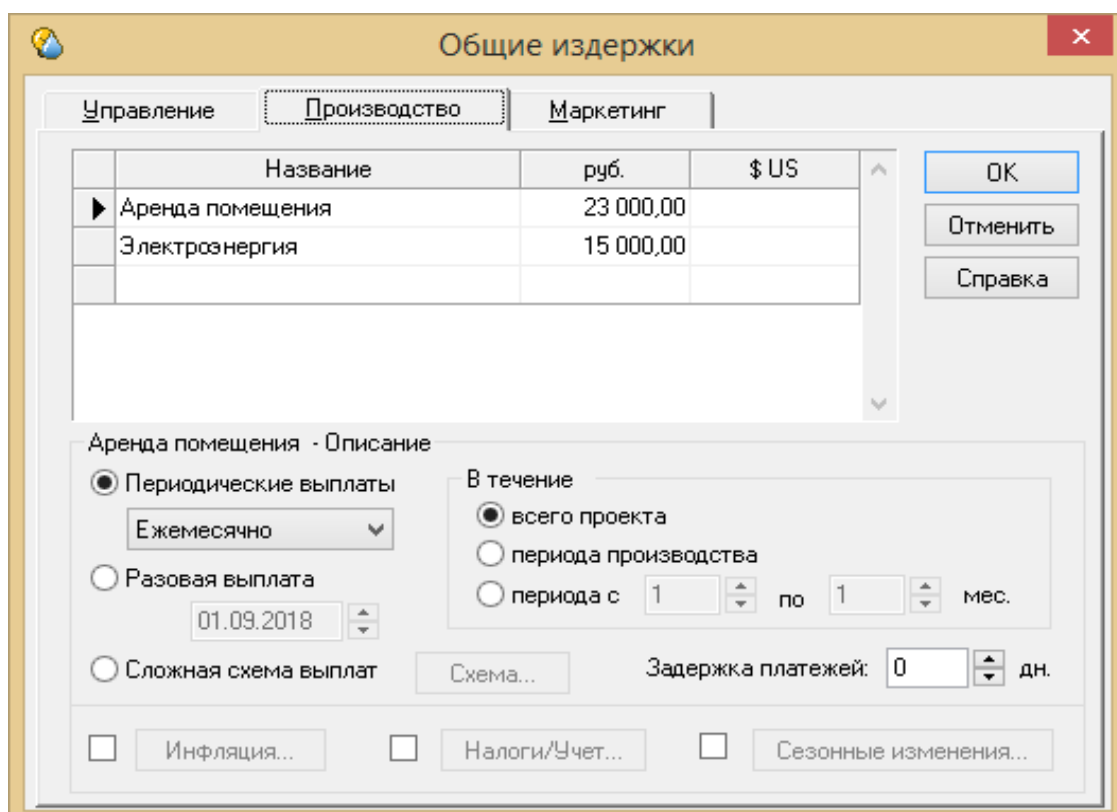 Общие издержки
Управление Производство Маркетинг
Название руб. $ US
Аренда помещения 23 000,00
Электроэнергия 15 000,00
OK
Отменить
Справка
Аренда помещения - Описание
Периодические выплаты
Ежемесячно
Разовая выплата
01.09.2018
Сложная схема выплат Схема...
В течение
всего проекта
периода производства
периода с 1 по 1 мес.
Задержка платежей: 0 дн.
Инфляция... Налоги/Учет... Сезонные изменения...